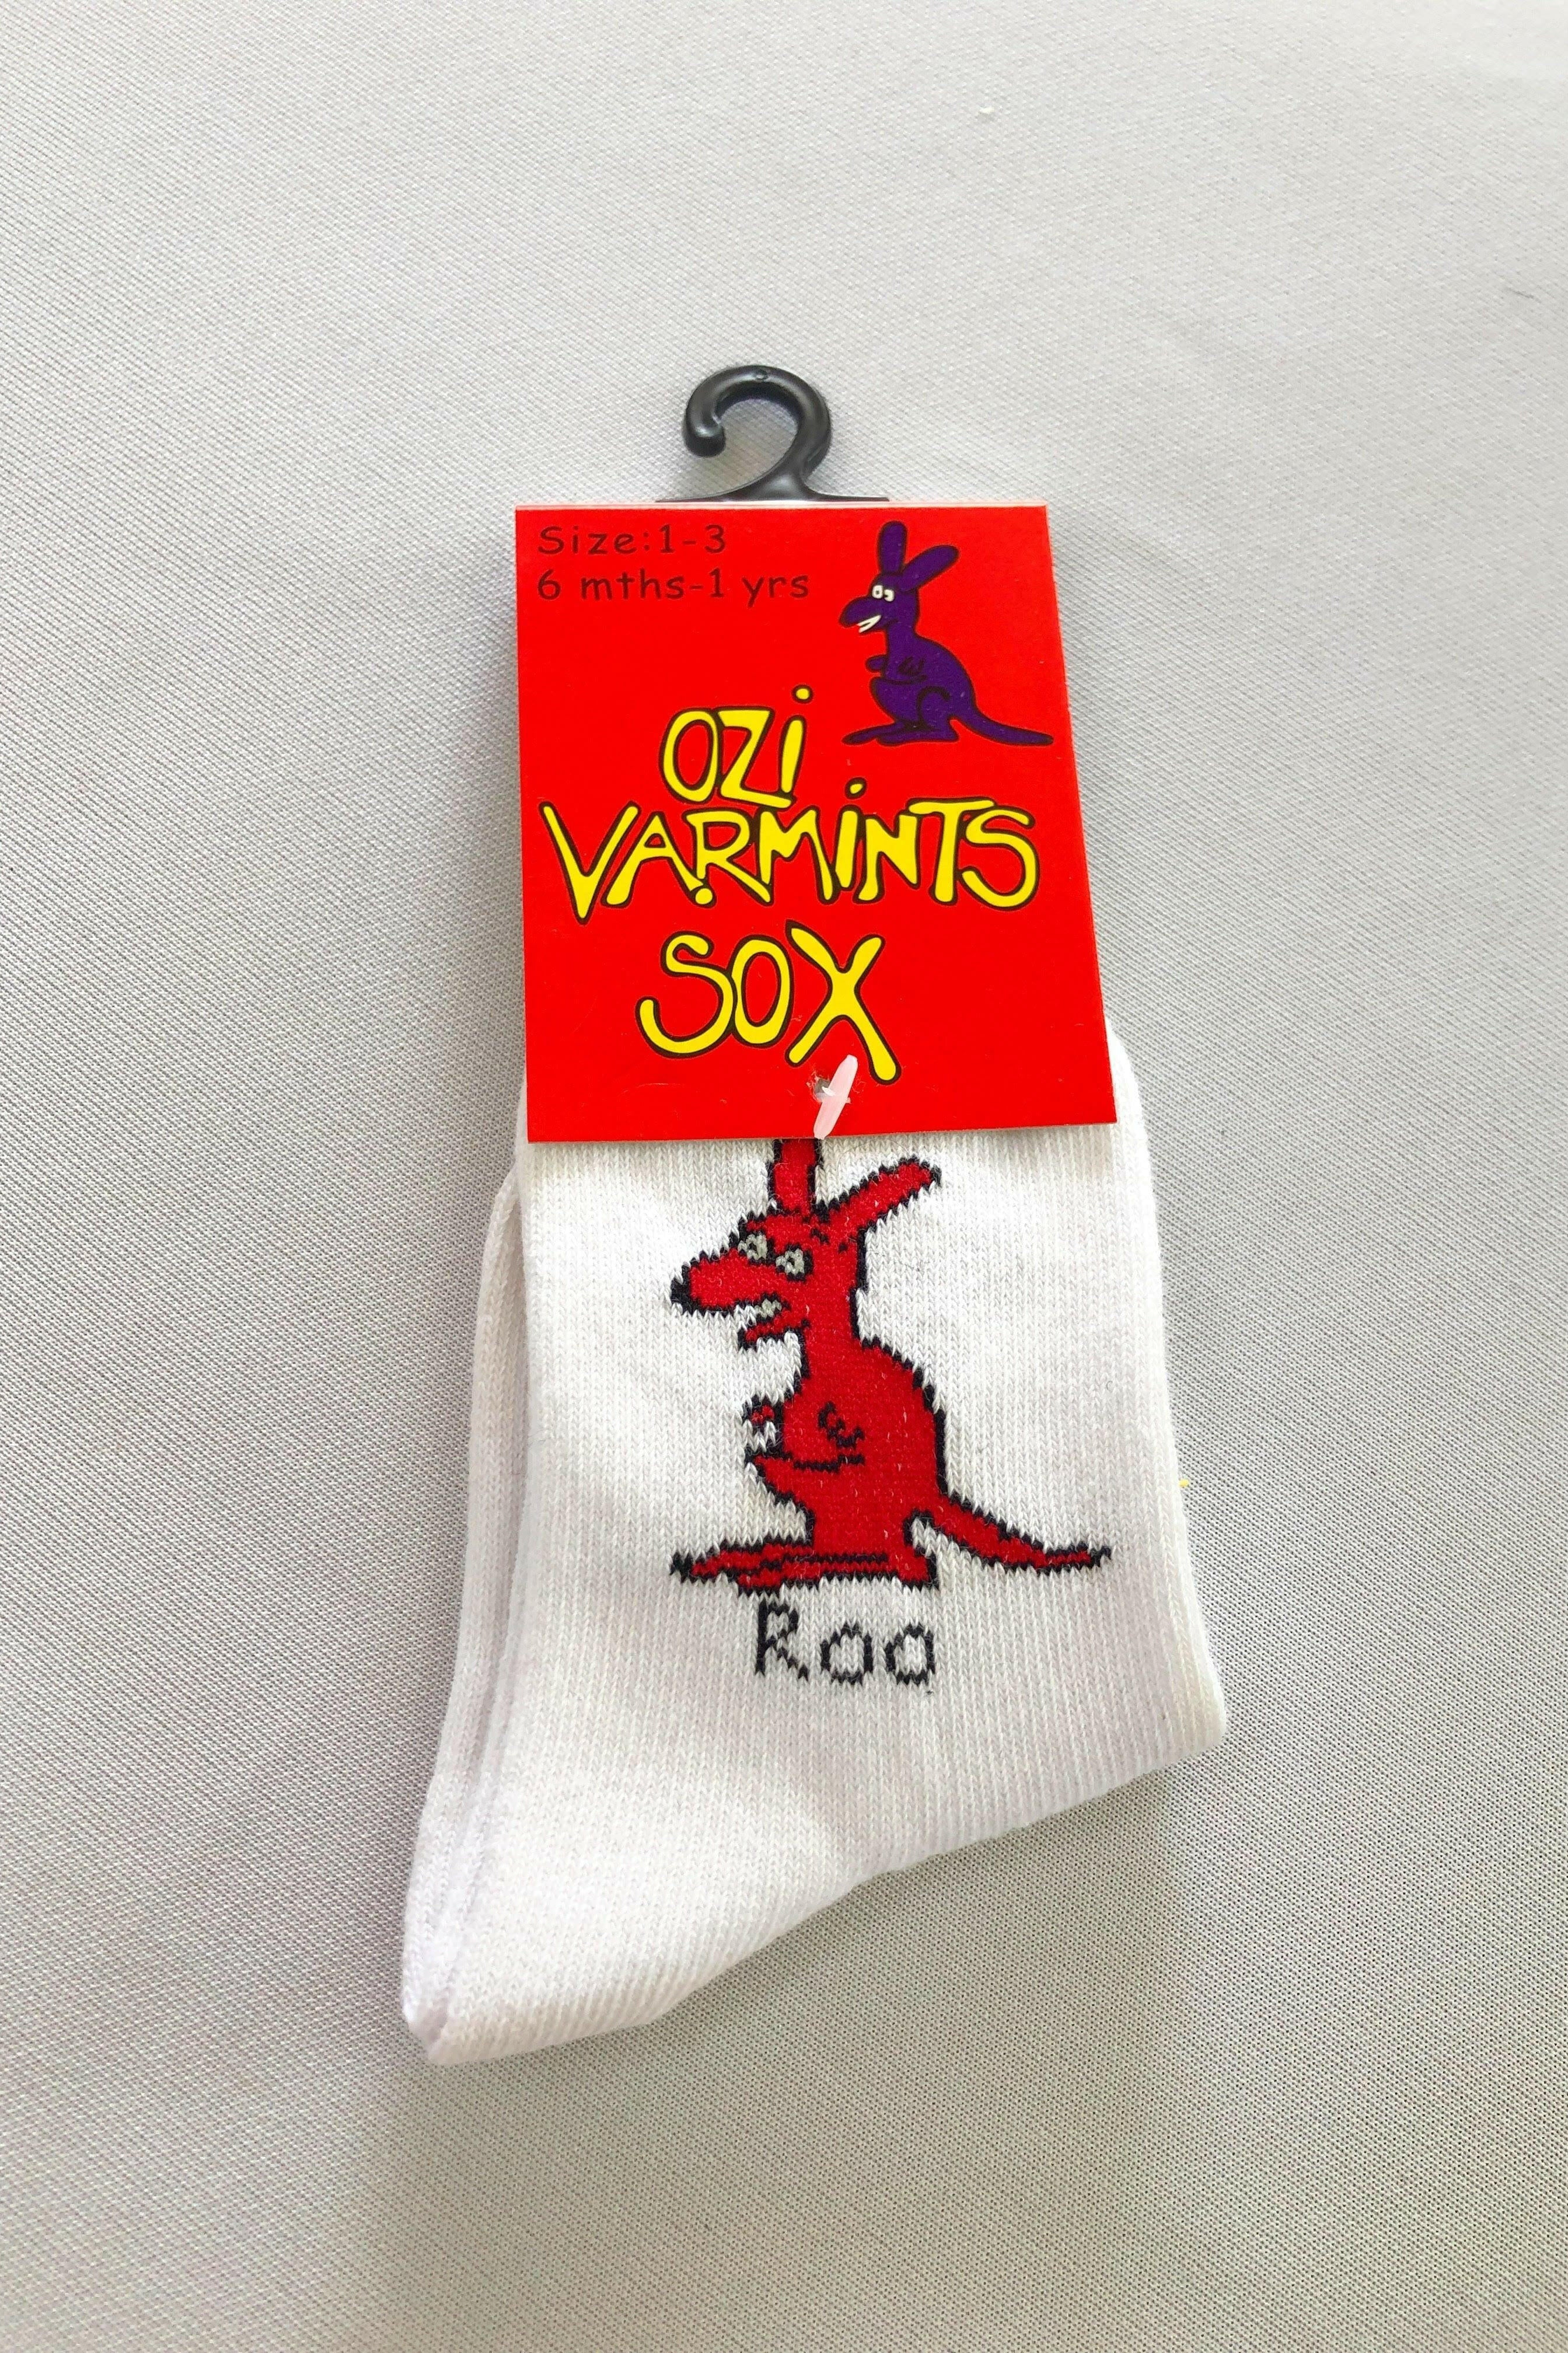 Size:1-3
6 mths-1 yrs
OZi
VARMiNTS
SOX
Roo